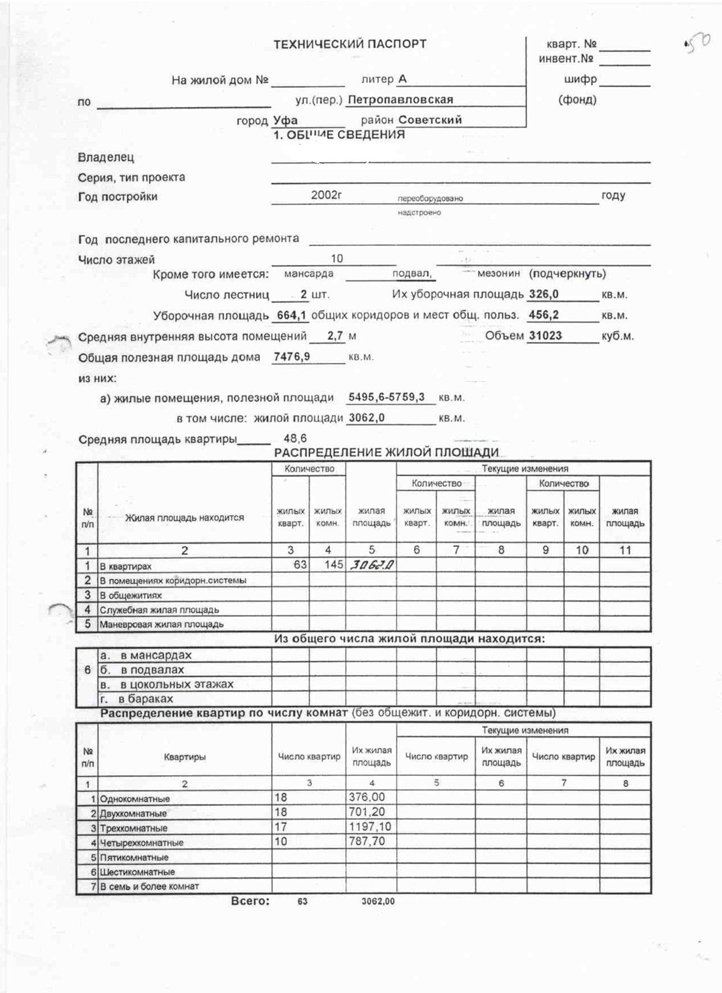 50
ТЕХНИЧЕСКИЙ ПАСПОРТ
кварт. №
инвент.№
На жилой дом № литер А шифр
по ул.(пер.) Петропавловская (фонд)
город Уфа район Советский
1. ОБЩИЕ СВЕДЕНИЯ
Владелец
Серия, тип проекта
Год постройки 2002г переоборудовано году
надстроено
Год последнего капитального ремонта
Число этажей 10
Кроме того имеется: мансарда подвал, мезонин (подчеркнуть)
Число лестниц 2 шт. Их уборочная площадь 326,0 кв.м.
Уборочная площадь 664,1 общих коридоров и мест общ. польз. 456,2 кв.м.
Средняя внутренняя высота помещений 2,7 м Объем 31023 куб.м.
Общая полезная площадь дома 7476,9 кв.м.
из них:
а) жилые помещения, полезной площади 5495,6-5759,3 кв.м.
в том числе: жилой площади 3062,0 кв.м.
Средняя площадь квартиры 48,6
РАСПРЕДЕЛЕНИЕ ЖИЛОЙ ПЛОШАДИ
Количество Текущие изменения
Количество Количество
№ п/п Жилая площадь находится жилых кварт. жилых комн. жилая площадь жилых кварт. жилых комн. жилая площадь жилых кварт. жилых комн. жилая площадь
1 2 3 4 5 6 7 8 9 10 11
1 В квартирах 63 145 3062.0
2 В помещениях коридорн.системы
3 В общежитиях
4 Служебная жилая площадь
5 Маневровая жилая площадь
Из общего числа жилой площади находится:
6
а. в мансардах
б. в подвалах
в. в цокольных этажах
г. в бараках
Распределение квартир по числу комнат (без общежит. и коридорн. системы)
Текущие изменения
№ п/п Квартиры Число квартир Их жилая площадь Число квартир Их жилая площадь Число квартир Их жилая площадь
1 2 3 4 5 6 7 8
1 Однокомнатные 18 376,00
2 Двухкомнатные 18 701,20
3 Трехкомнатные 17 1197,10
4 Четырехкомнатные 10 787,70
5 Пятикомнатные
6 Шестикомнатные
7 В семь и более комнат
Всего: 63 3062,00